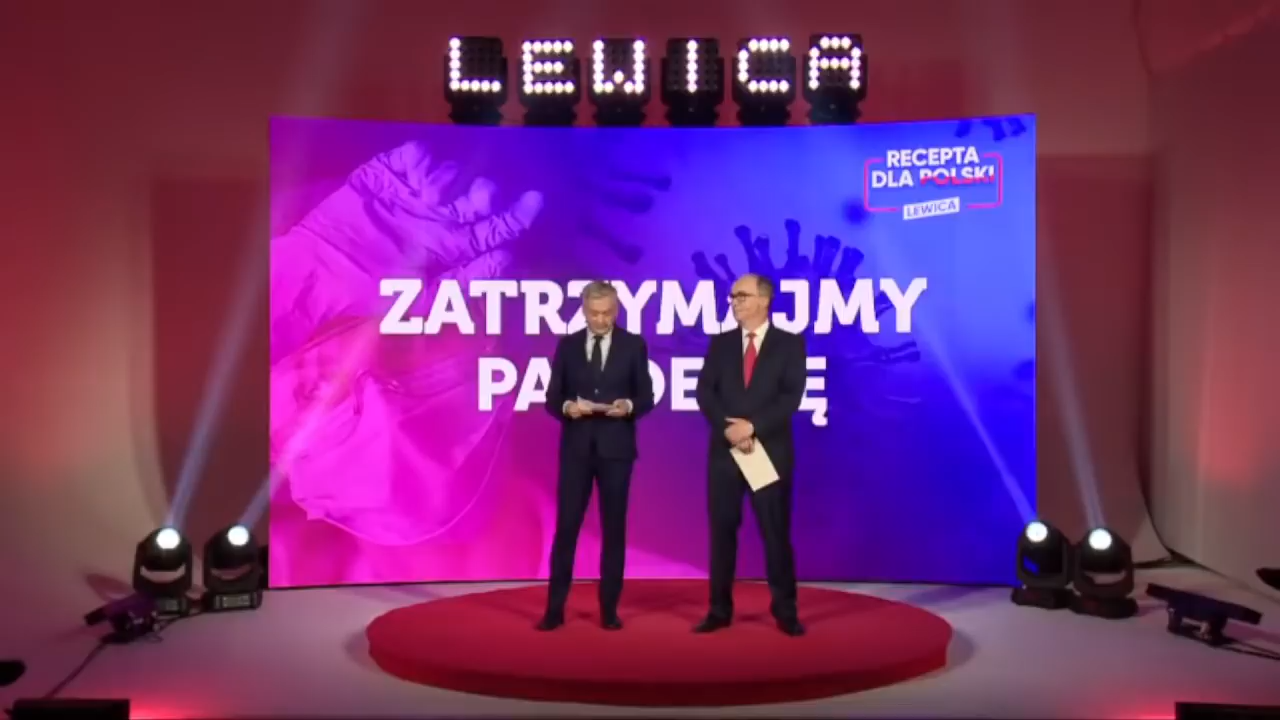 LEWICA
RECEPTA
DLA POLSKI
LEWICA
ZATRZYMAJMY